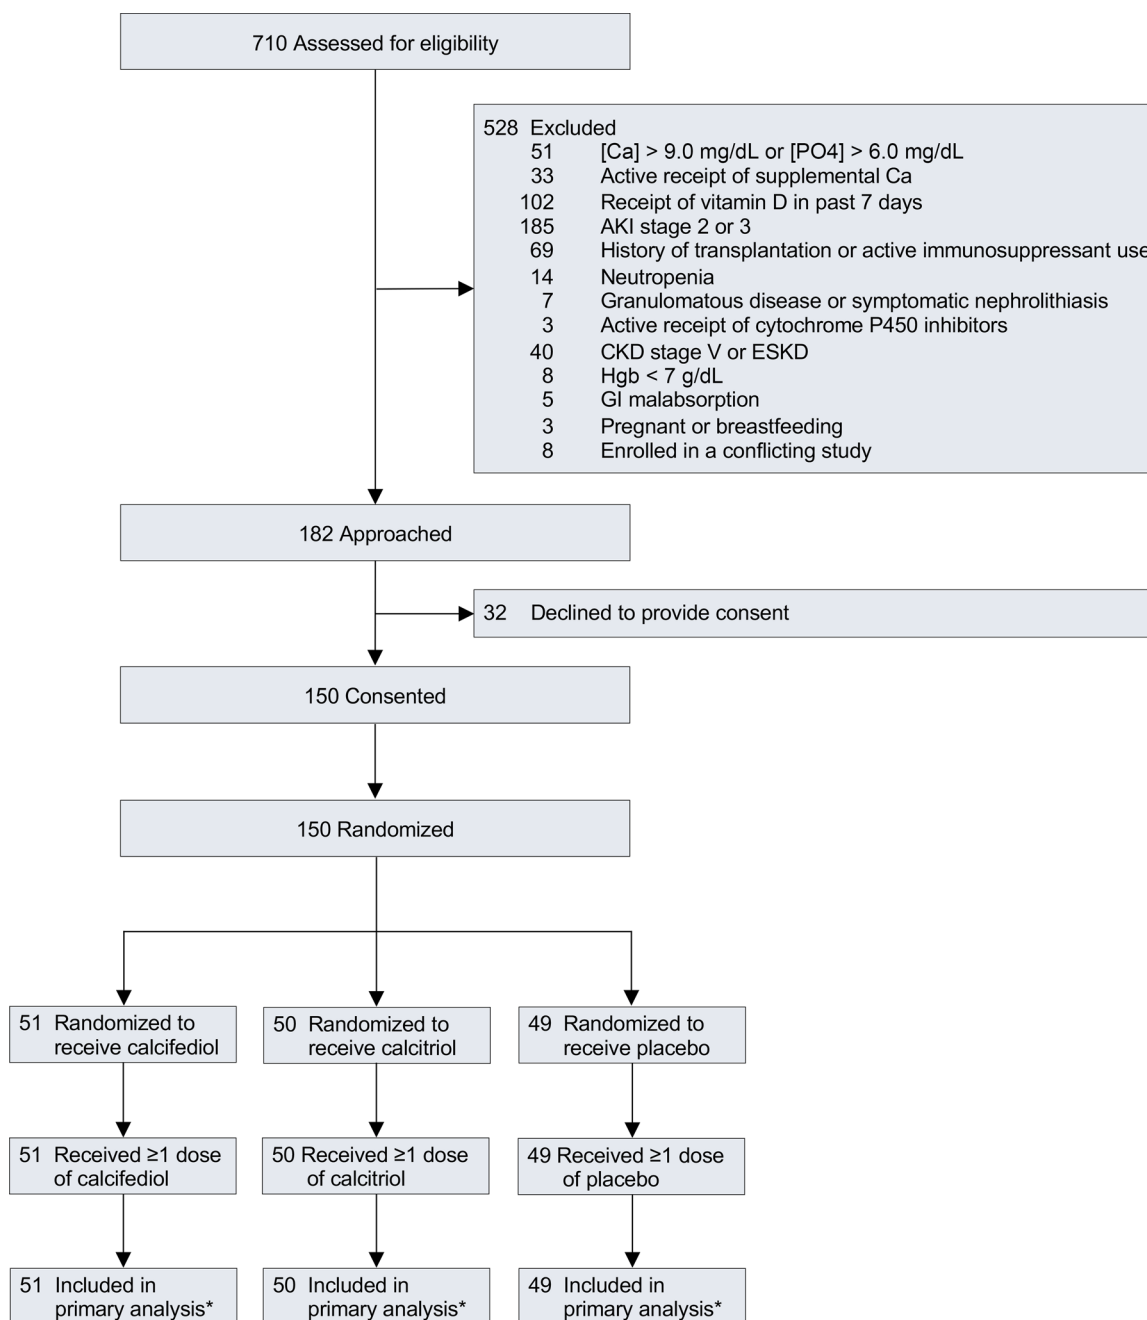 710 Assessed for eligibility
528 Excluded
51 [Ca] > 9.0 mg/dL or [PO4] > 6.0 mg/dL
33 Active receipt of supplemental Ca
102 Receipt of vitamin D in past 7 days
185 AKI stage 2 or 3
69 History of transplantation or active immunosuppressant use
14 Neutropenia
7 Granulomatous disease or symptomatic nephrolithiasis
3 Active receipt of cytochrome P450 inhibitors
40 CKD stage V or ESKD
8 Hgb < 7 g/dL
5 GI malabsorption
3 Pregnant or breastfeeding
8 Enrolled in a conflicting study
182 Approached
32 Declined to provide consent
150 Consented
150 Randomized
51 Randomized to
receive calcifediol
50 Randomized to
receive calcitriol
49 Randomized to
receive placebo
51 Received ≥1 dose
of calcifediol
50 Received ≥1 dose
of calcitriol
49 Received ≥1 dose
of placebo
51 Included in
primary analysis*
50 Included in
primary analysis*
49 Included in
primary analysis*